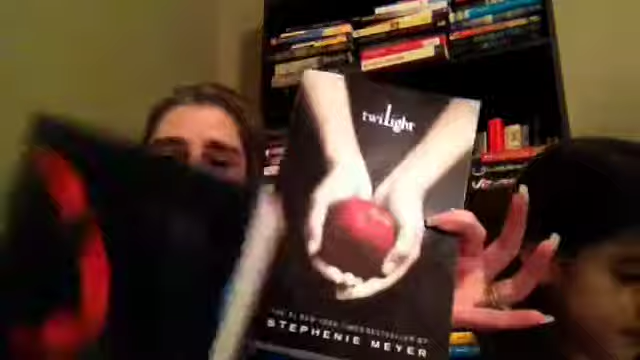 twilight
THE #1 NEW YORK TIMES BESTSELLER BY
STEPHENIE MEYER